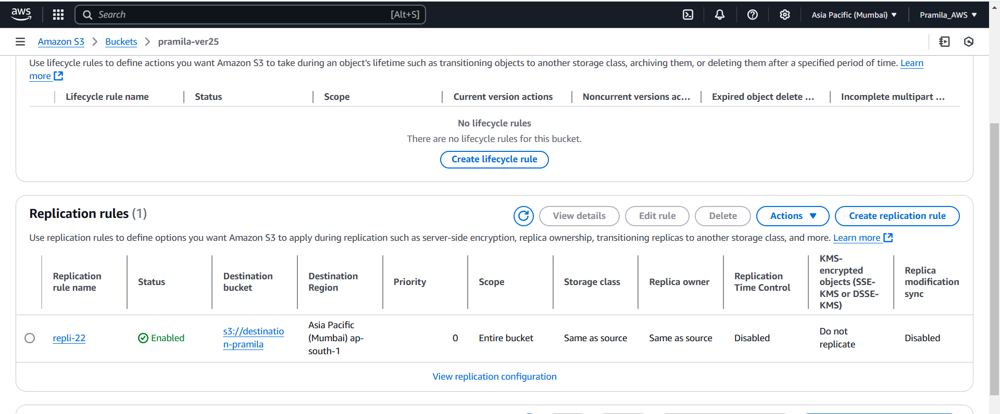 aws
Search [Alt+S] Asia Pacific (Mumbai) Pramila_AWS
Amazon S3 Buckets pramila-ver25
Use lifecycle rules to define actions you want Amazon S3 to take during an object's lifetime such as transitioning objects to another storage class, archiving them, or deleting them after a specified period of time. Learn
more
Lifecycle rule name Status Scope Current version actions Noncurrent versions ac... Expired object delete ... Incomplete multipart ...
No lifecycle rules
There are no lifecycle rules for this bucket.
Create lifecycle rule
Replication rules (1) View details Edit rule Delete Actions Create replication rule
Use replication rules to define options you want Amazon S3 to apply during replication such as server-side encryption, replica ownership, transitioning replicas to another storage class, and more. Learn more
Replication
rule name
Status
Destination
bucket
Destination
Region
Priority
Scope
Storage class
Replica owner
Replication
Time Control
KMS-
encrypted
objects (SSE-
KMS or DSSE-
KMS)
Replica
modification
sync
repli-22
Enabled
s3://destinatio
n-pramila
Asia Pacific
(Mumbai) ap-
south-1
0
Entire bucket
Same as source
Same as source
Disabled
Do not
replicate
Disabled
View replication configuration